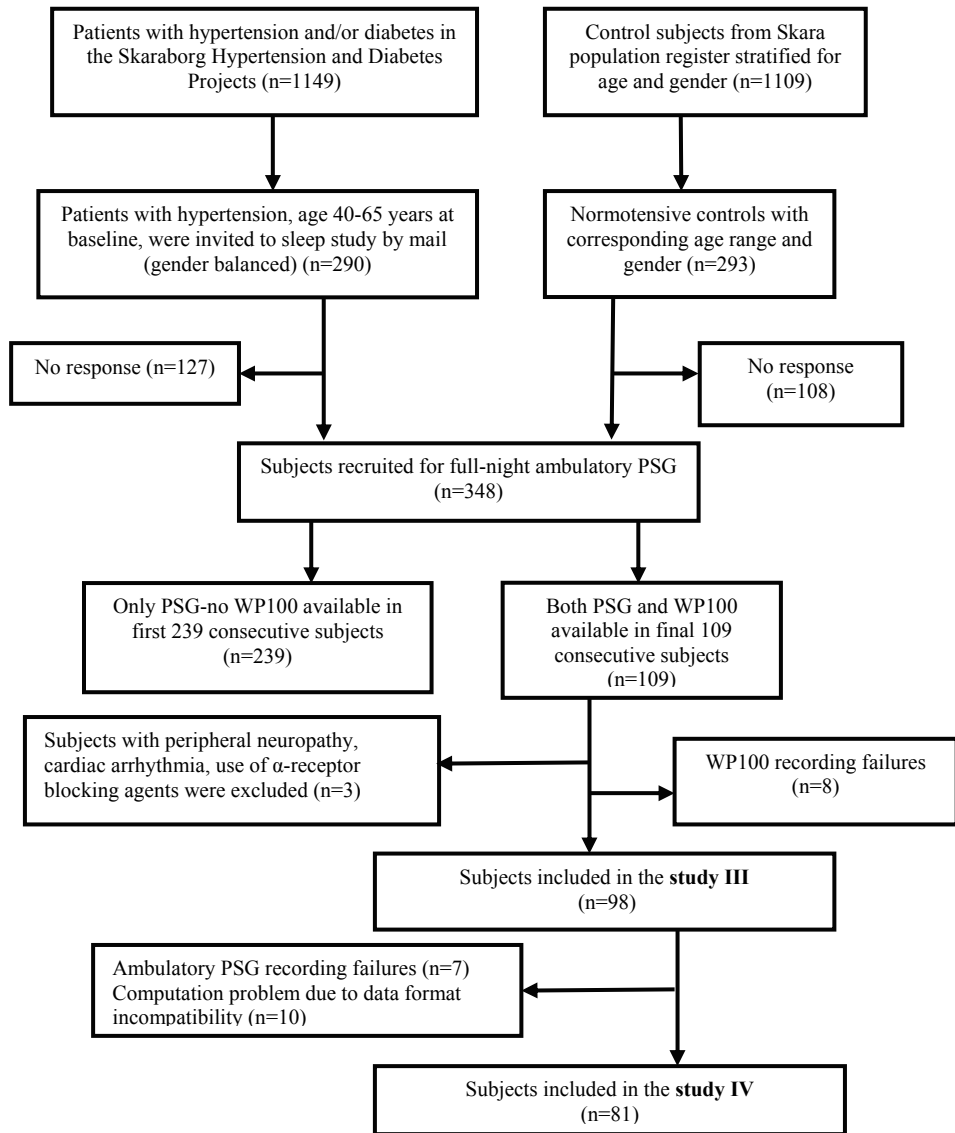 Patients with hypertension and/or diabetes in
the Skaraborg Hypertension and Diabetes
Projects (n=1149)
Control subjects from Skara
population register stratified for
age and gender (n=1109)
Patients with hypertension, age 40-65 years at
baseline, were invited to sleep study by mail
(gender balanced) (n=290)
Normotensive controls with
corresponding age range and
gender (n=293)
No response (n=127)
No response
(n=108)
Subjects recruited for full-night ambulatory PSG
(n=348)
Only PSG-no WP100 available in
first 239 consecutive subjects
(n=239)
Both PSG and WP100
available in final 109
consecutive subjects
(n=109)
Subjects with peripheral neuropathy,
cardiac arrhythmia, use of α-receptor
blocking agents were excluded (n=3)
WP100 recording failures
(n=8)
Subjects included in the study III
(n=98)
Ambulatory PSG recording failures (n=7)
Computation problem due to data format
incompatibility (n=10)
Subjects included in the study IV
(n=81)